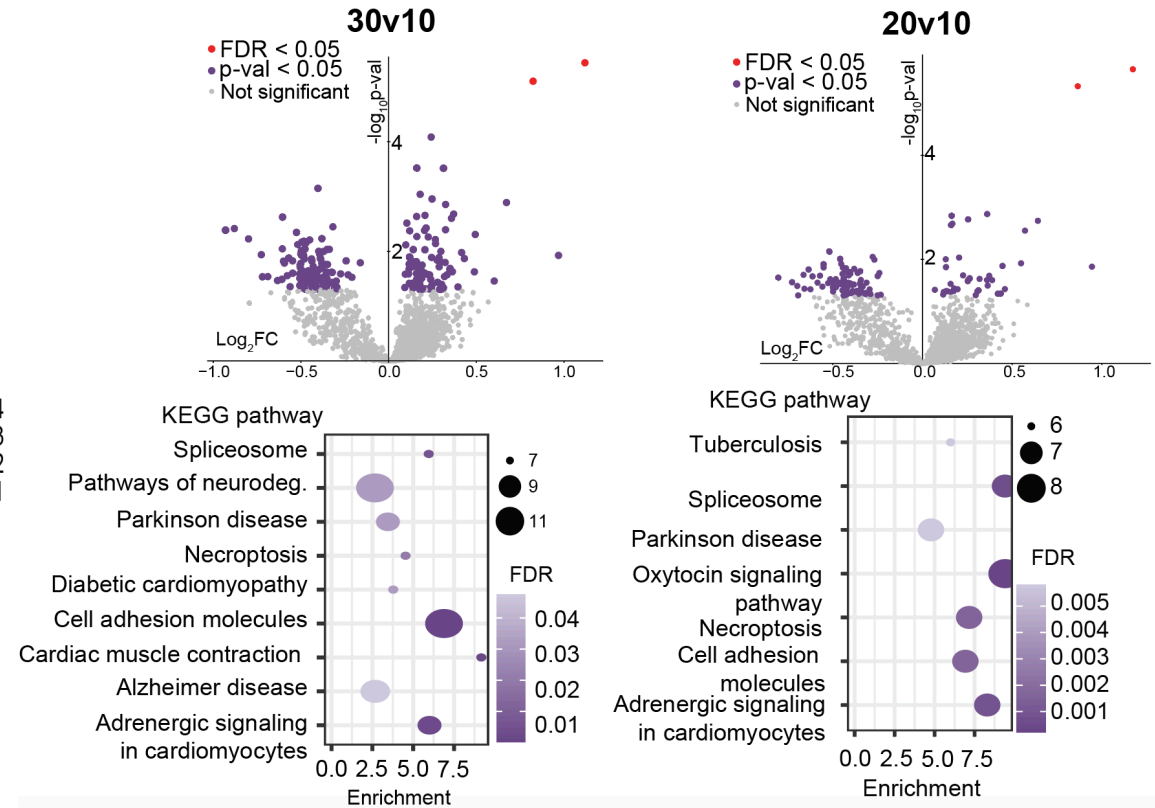 30v10
FDR < 0.05
p-val < 0.05
Not significant
-log10p-val
4
2
Log2FC
−1.0 −0.5 0.0 0.5 1.0
KEGG pathway
Spliceosome
Pathways of neurodeg.
Parkinson disease
Necroptosis
Diabetic cardiomyopathy
Cell adhesion molecules
Cardiac muscle contraction
Alzheimer disease
Adrenergic signaling
in cardiomyocytes
0.0 2.5 5.0 7.5
Enrichment
7
9
11
FDR
0.04
0.03
0.02
0.01
20v10
FDR < 0.05
p-val < 0.05
Not significant
-log10p-val
4
2
Log2FC
−0.5 0.0 0.5 1.0
KEGG pathway
Tuberculosis
Spliceosome
Parkinson disease
Oxytocin signaling
pathway
Necroptosis
Cell adhesion
molecules
Adrenergic signaling
in cardiomyocytes
0.0 2.5 5.0 7.5
Enrichment
6
7
8
FDR
0.005
0.004
0.003
0.002
0.001